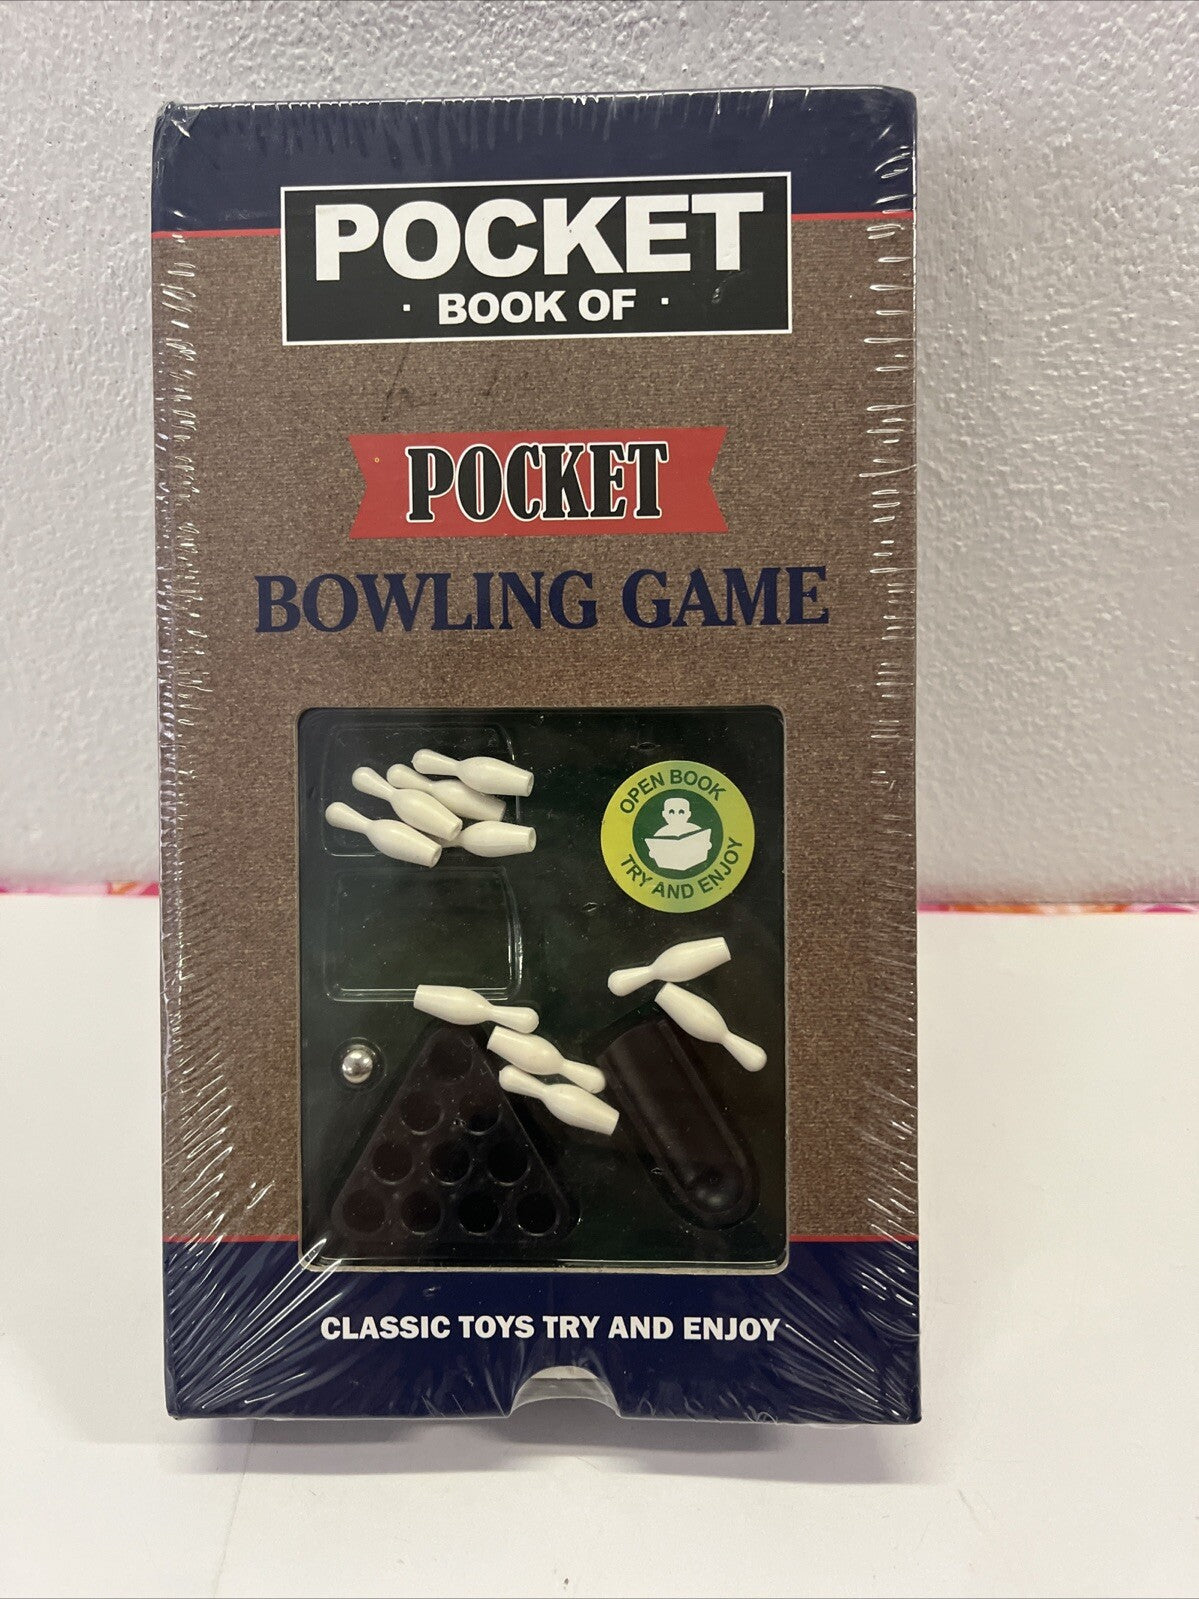 POCKET
· BOOK OF ·
POCKET
BOWLING GAME
OPEN BOOK
TRY AND ENJOY
CLASSIC TOYS TRY AND ENJOY